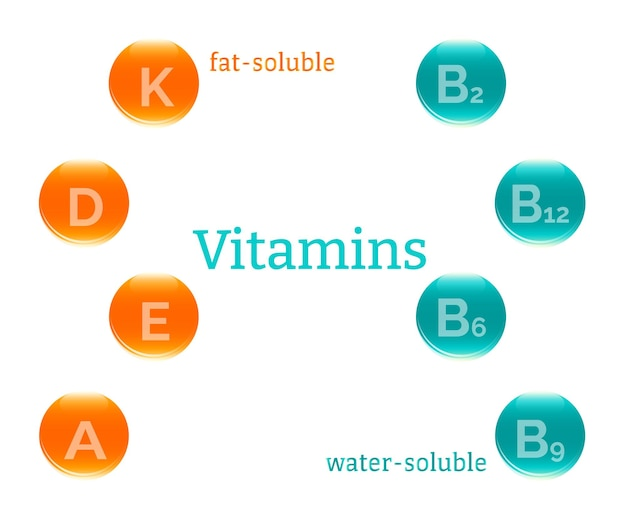 K
fat-soluble
B2
D
B12
Vitamins
E
B6
A
B9
water-soluble